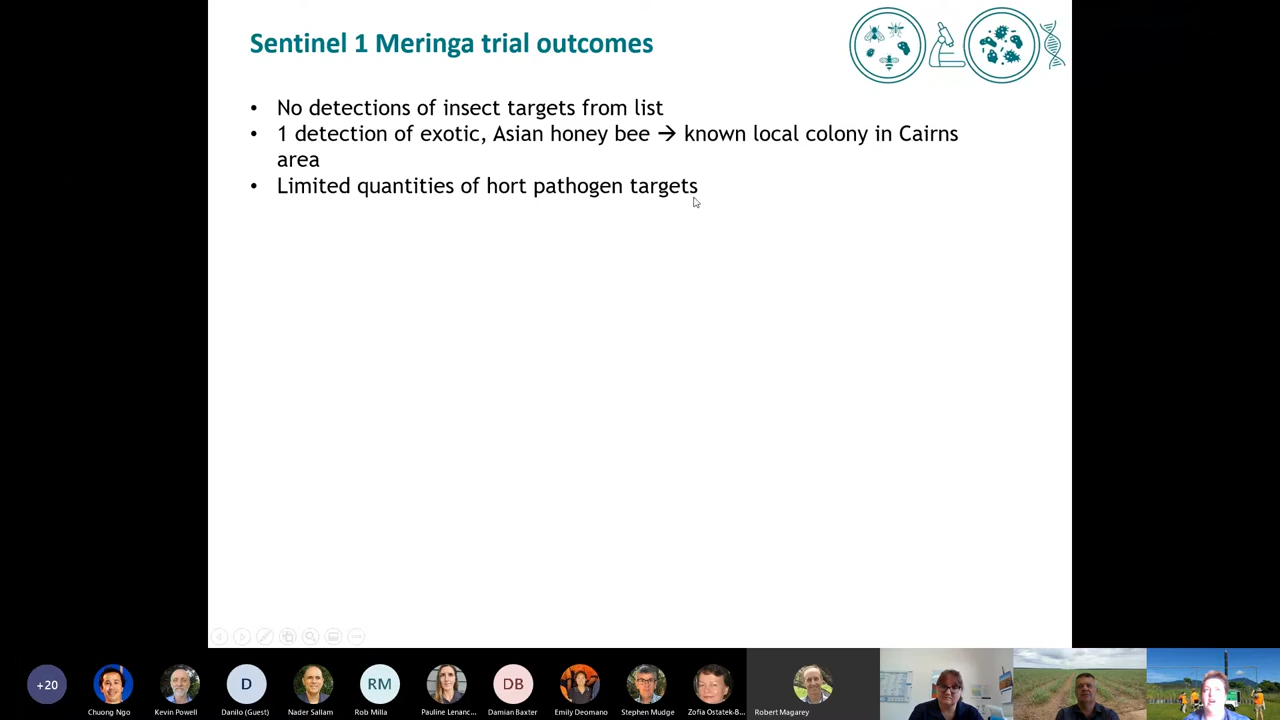 Sentinel 1 Meringa trial outcomes
• No detections of insect targets from list
• 1 detection of exotic, Asian honey bee → known local colony in Cairns
area
• Limited quantities of hort pathogen targets
+20
D
RM
DB
Chuong Ngo
Kevin Powell
Danilo (Guest)
Nader Sallam
Rob Milla
Pauline Lenanc...
Damian Baxter
Emily Deomano
Stephen Mudge
Zofia Ostatek-B...
Robert Magarey